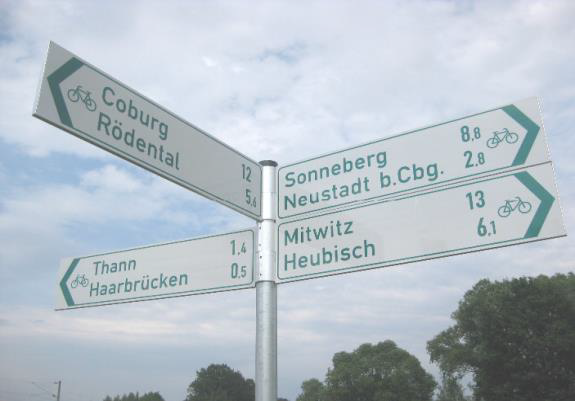 Coburg 12
Rödental 5,6
Sonneberg 8,8
Neustadt b.Cbg. 2,8
Mitwitz 13
Heubisch 6,1
Thann 1,4
Haarbrücken 0,5